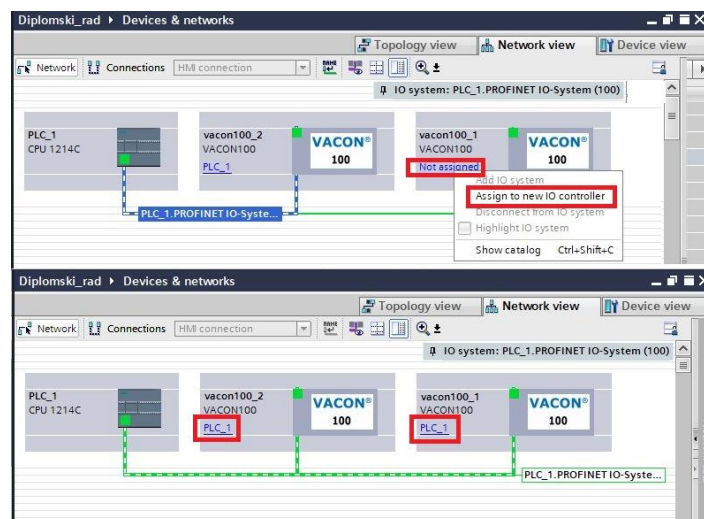 Diplomski_rad ▸ Devices & networks
Topology view Network view Device view
Network Connections HMI connection
IO system: PLC_1.PROFINET IO-System (100)
PLC_1
CPU 1214C
vacon100_2
VACON100
PLC_1
VACON®
100
vacon100_1
VACON100
Not assigned
VACON®
100
Add IO system
Assign to new IO controller
Disconnect from IO system
Highlight IO system
Show catalog Ctrl+Shift+C
PLC_1.PROFINET IO-Syste...
Diplomski_rad ▸ Devices & networks
Topology view Network view Device view
Network Connections HMI connection
IO system: PLC_1.PROFINET IO-System (100)
PLC_1
CPU 1214C
vacon100_2
VACON100
PLC_1
VACON®
100
vacon100_1
VACON100
PLC_1
VACON®
100
PLC_1.PROFINET IO-Syste...